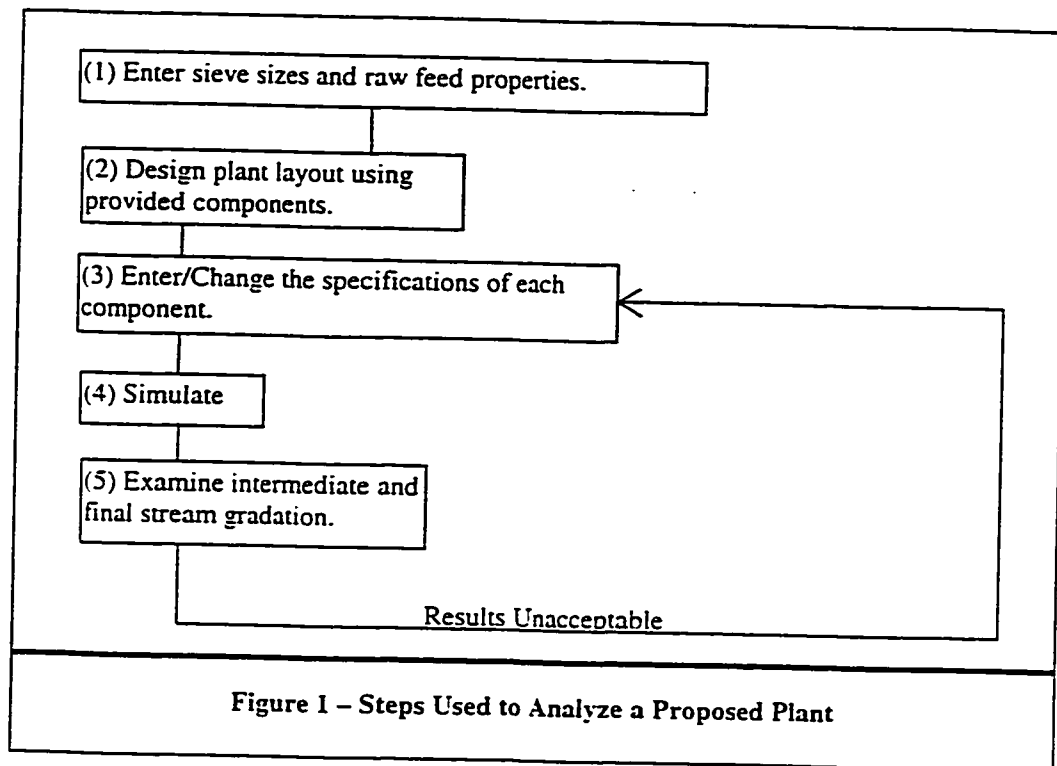 (1) Enter sieve sizes and raw feed properties.
(2) Design plant layout using
provided components.
(3) Enter/Change the specifications of each
component.
(4) Simulate
(5) Examine intermediate and
final stream gradation.
Results Unacceptable
Figure 1 – Steps Used to Analyze a Proposed Plant